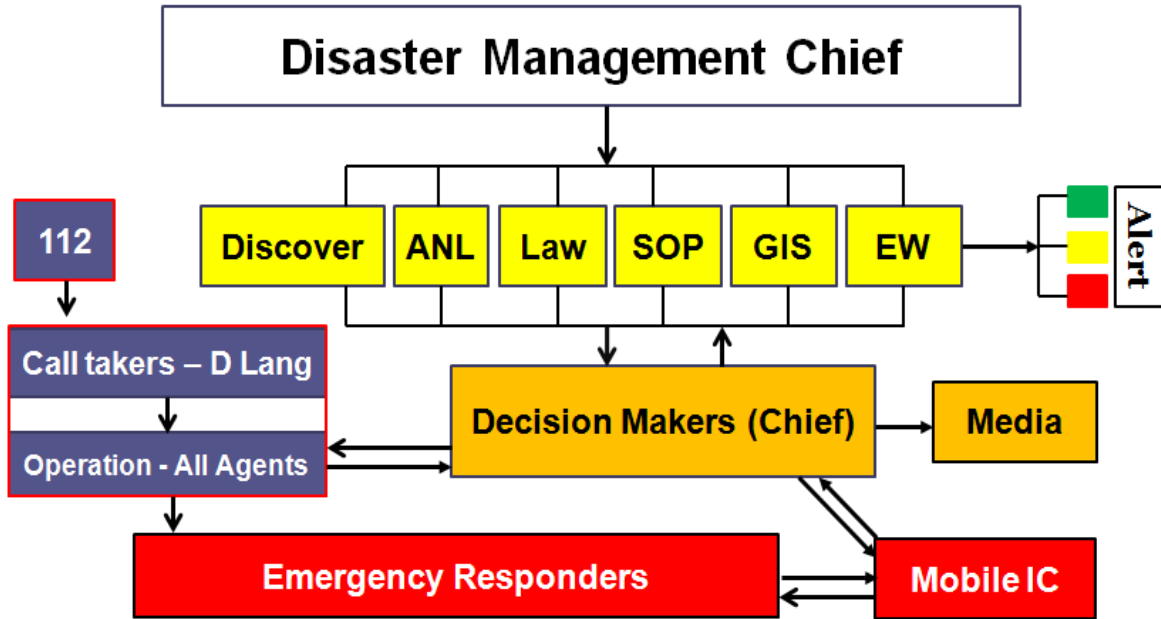 Disaster Management Chief
112
Discover
ANL
Law
SOP
GIS
EW
Alert
Call takers – D Lang
Operation - All Agents
Decision Makers (Chief)
Media
Emergency Responders
Mobile IC